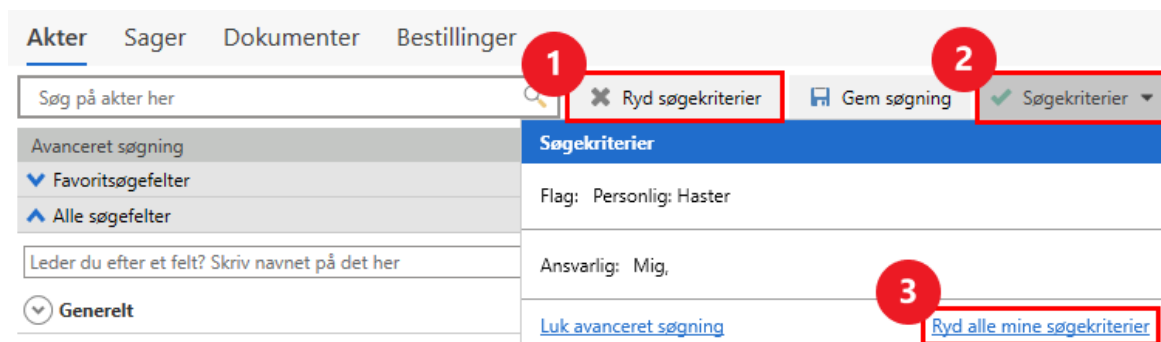 Akter Sager Dokumenter Bestillinger
1
2
Søg på akter her
Ryd søgekriterier
Gem søgning
Søgekriterier
Avanceret søgning
Søgekriterier
Favoritsøgefelter
Flag: Personlig: Haster
Alle søgefelter
Leder du efter et felt? Skriv navnet på det her
Ansvarlig: Mig,
3
Generelt
Luk avanceret søgning
Ryd alle mine søgekriterier